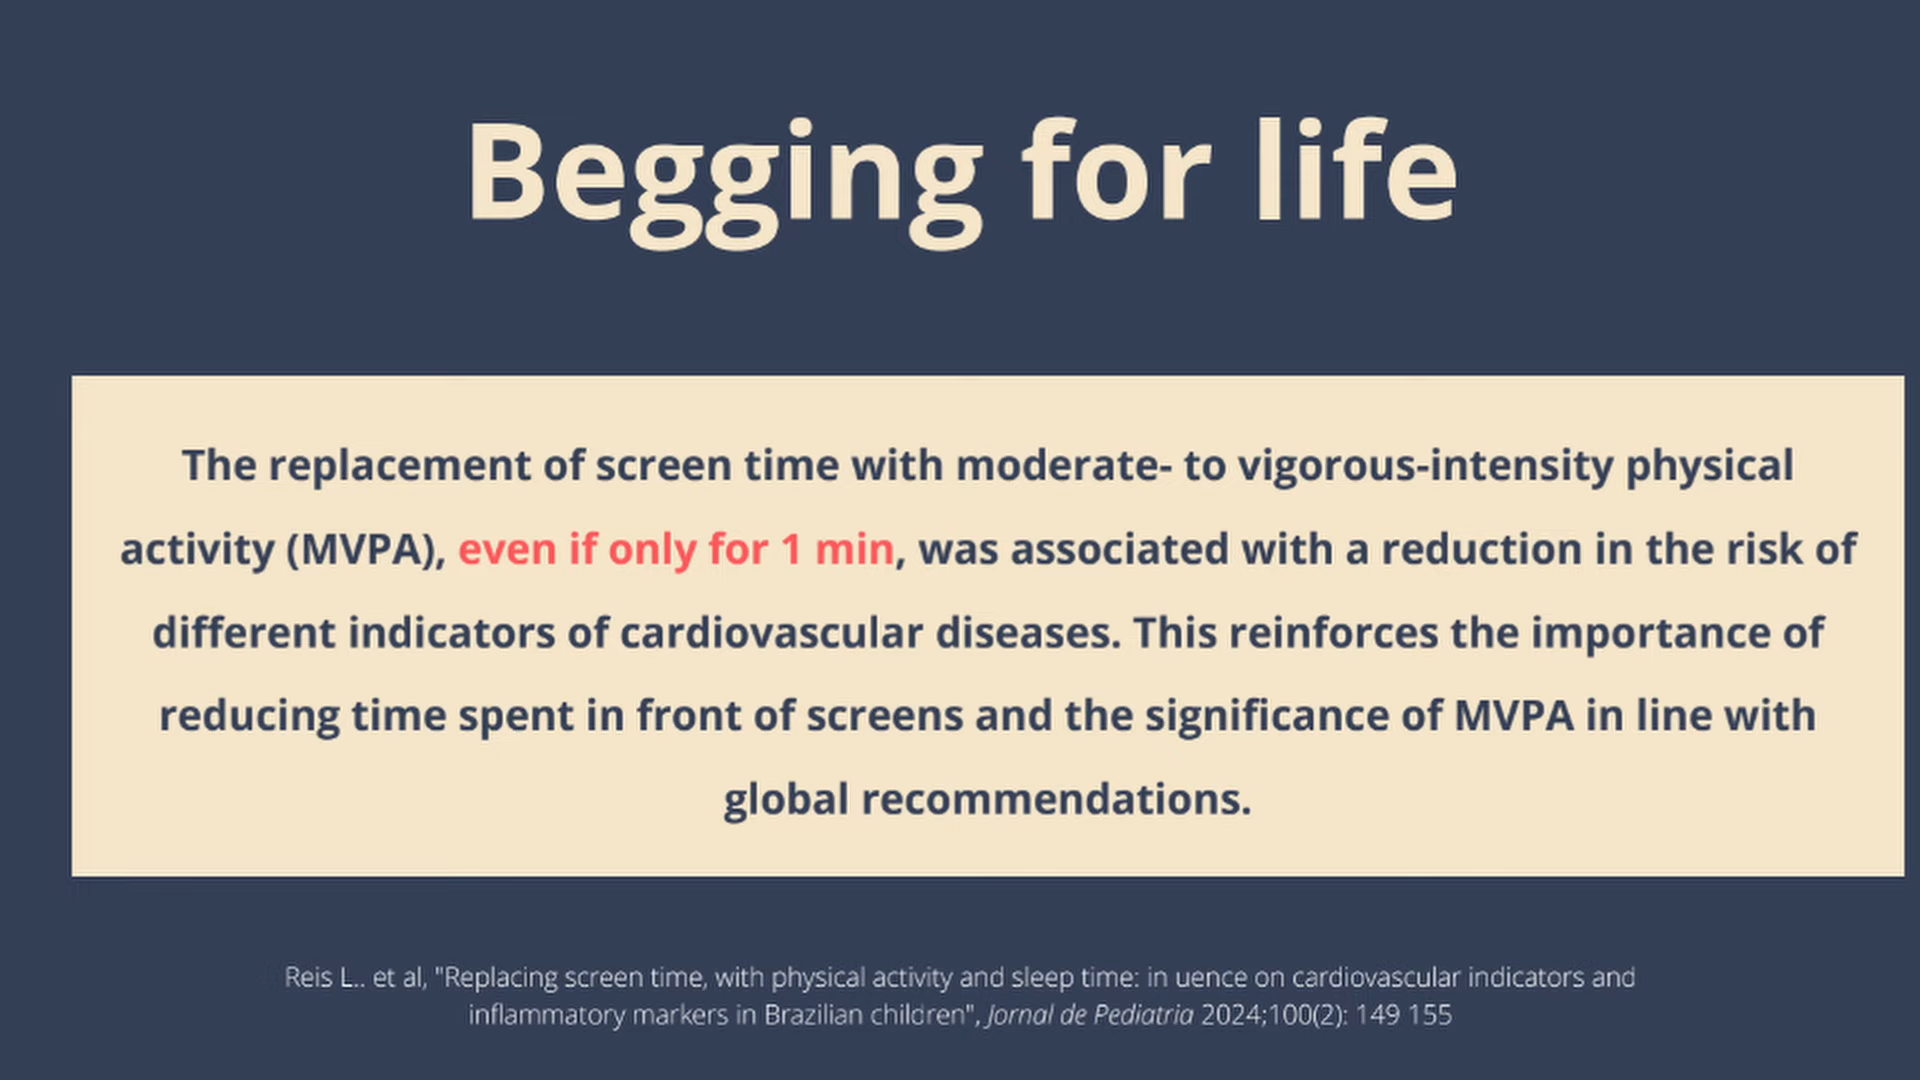 Begging for life
The replacement of screen time with moderate- to vigorous-intensity physical
activity (MVPA), even if only for 1 min, was associated with a reduction in the risk of
different indicators of cardiovascular diseases. This reinforces the importance of
reducing time spent in front of screens and the significance of MVPA in line with
global recommendations.
Reis L.. et al, "Replacing screen time, with physical activity and sleep time: in uence on cardiovascular indicators and
inflammatory markers in Brazilian children", Jornal de Pediatria 2024;100(2): 149 155